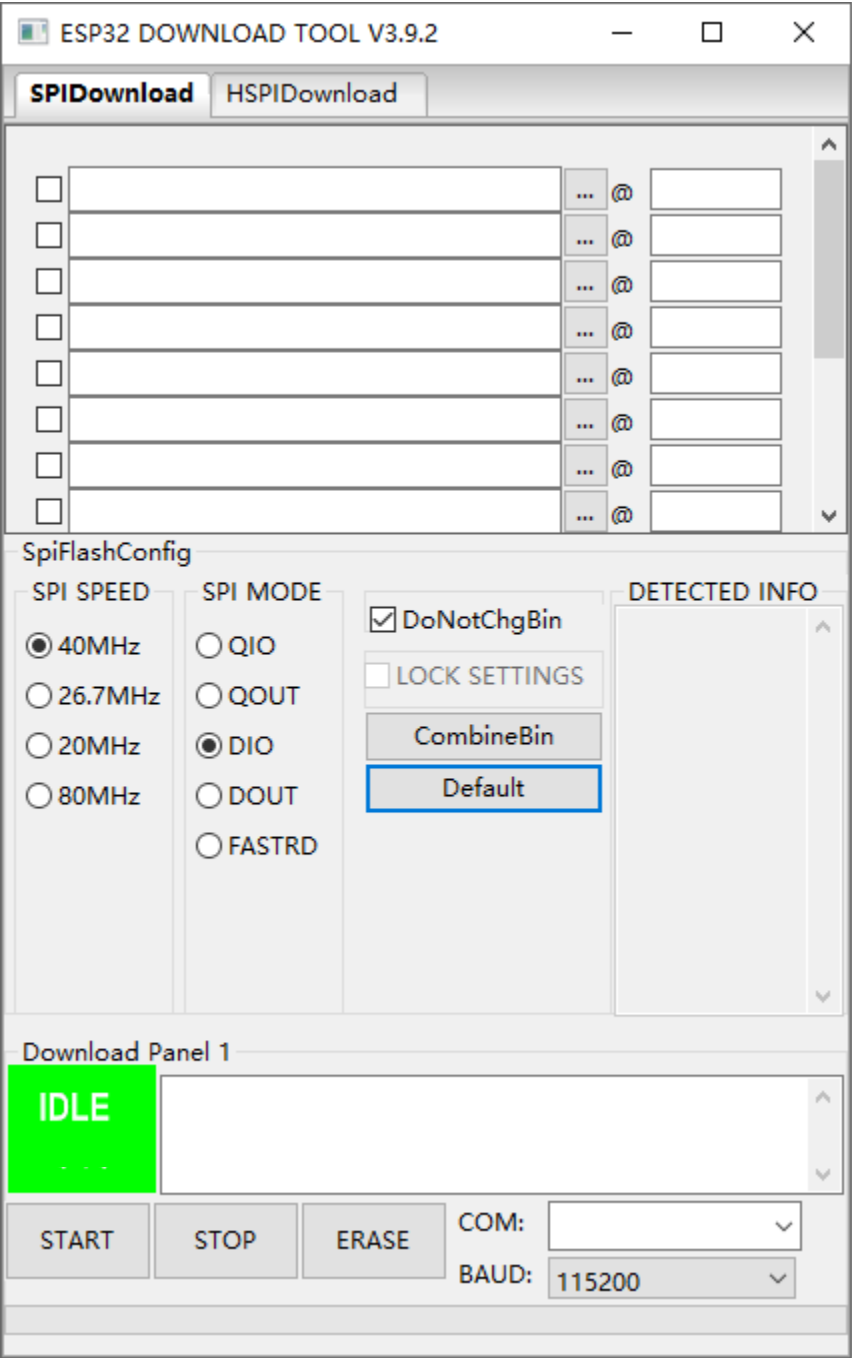 ESP32 DOWNLOAD TOOL V3.9.2
SPIDownload HSPIDownload
... @
... @
... @
... @
... @
... @
... @
... @
SpiFlashConfig
SPI SPEED
40MHz
26.7MHz
20MHz
80MHz
SPI MODE
QIO
QOUT
DIO
DOUT
FASTRD
DoNotChgBin
LOCK SETTINGS
CombineBin
Default
DETECTED INFO
Download Panel 1
IDLE
START STOP ERASE
COM:
BAUD: 115200